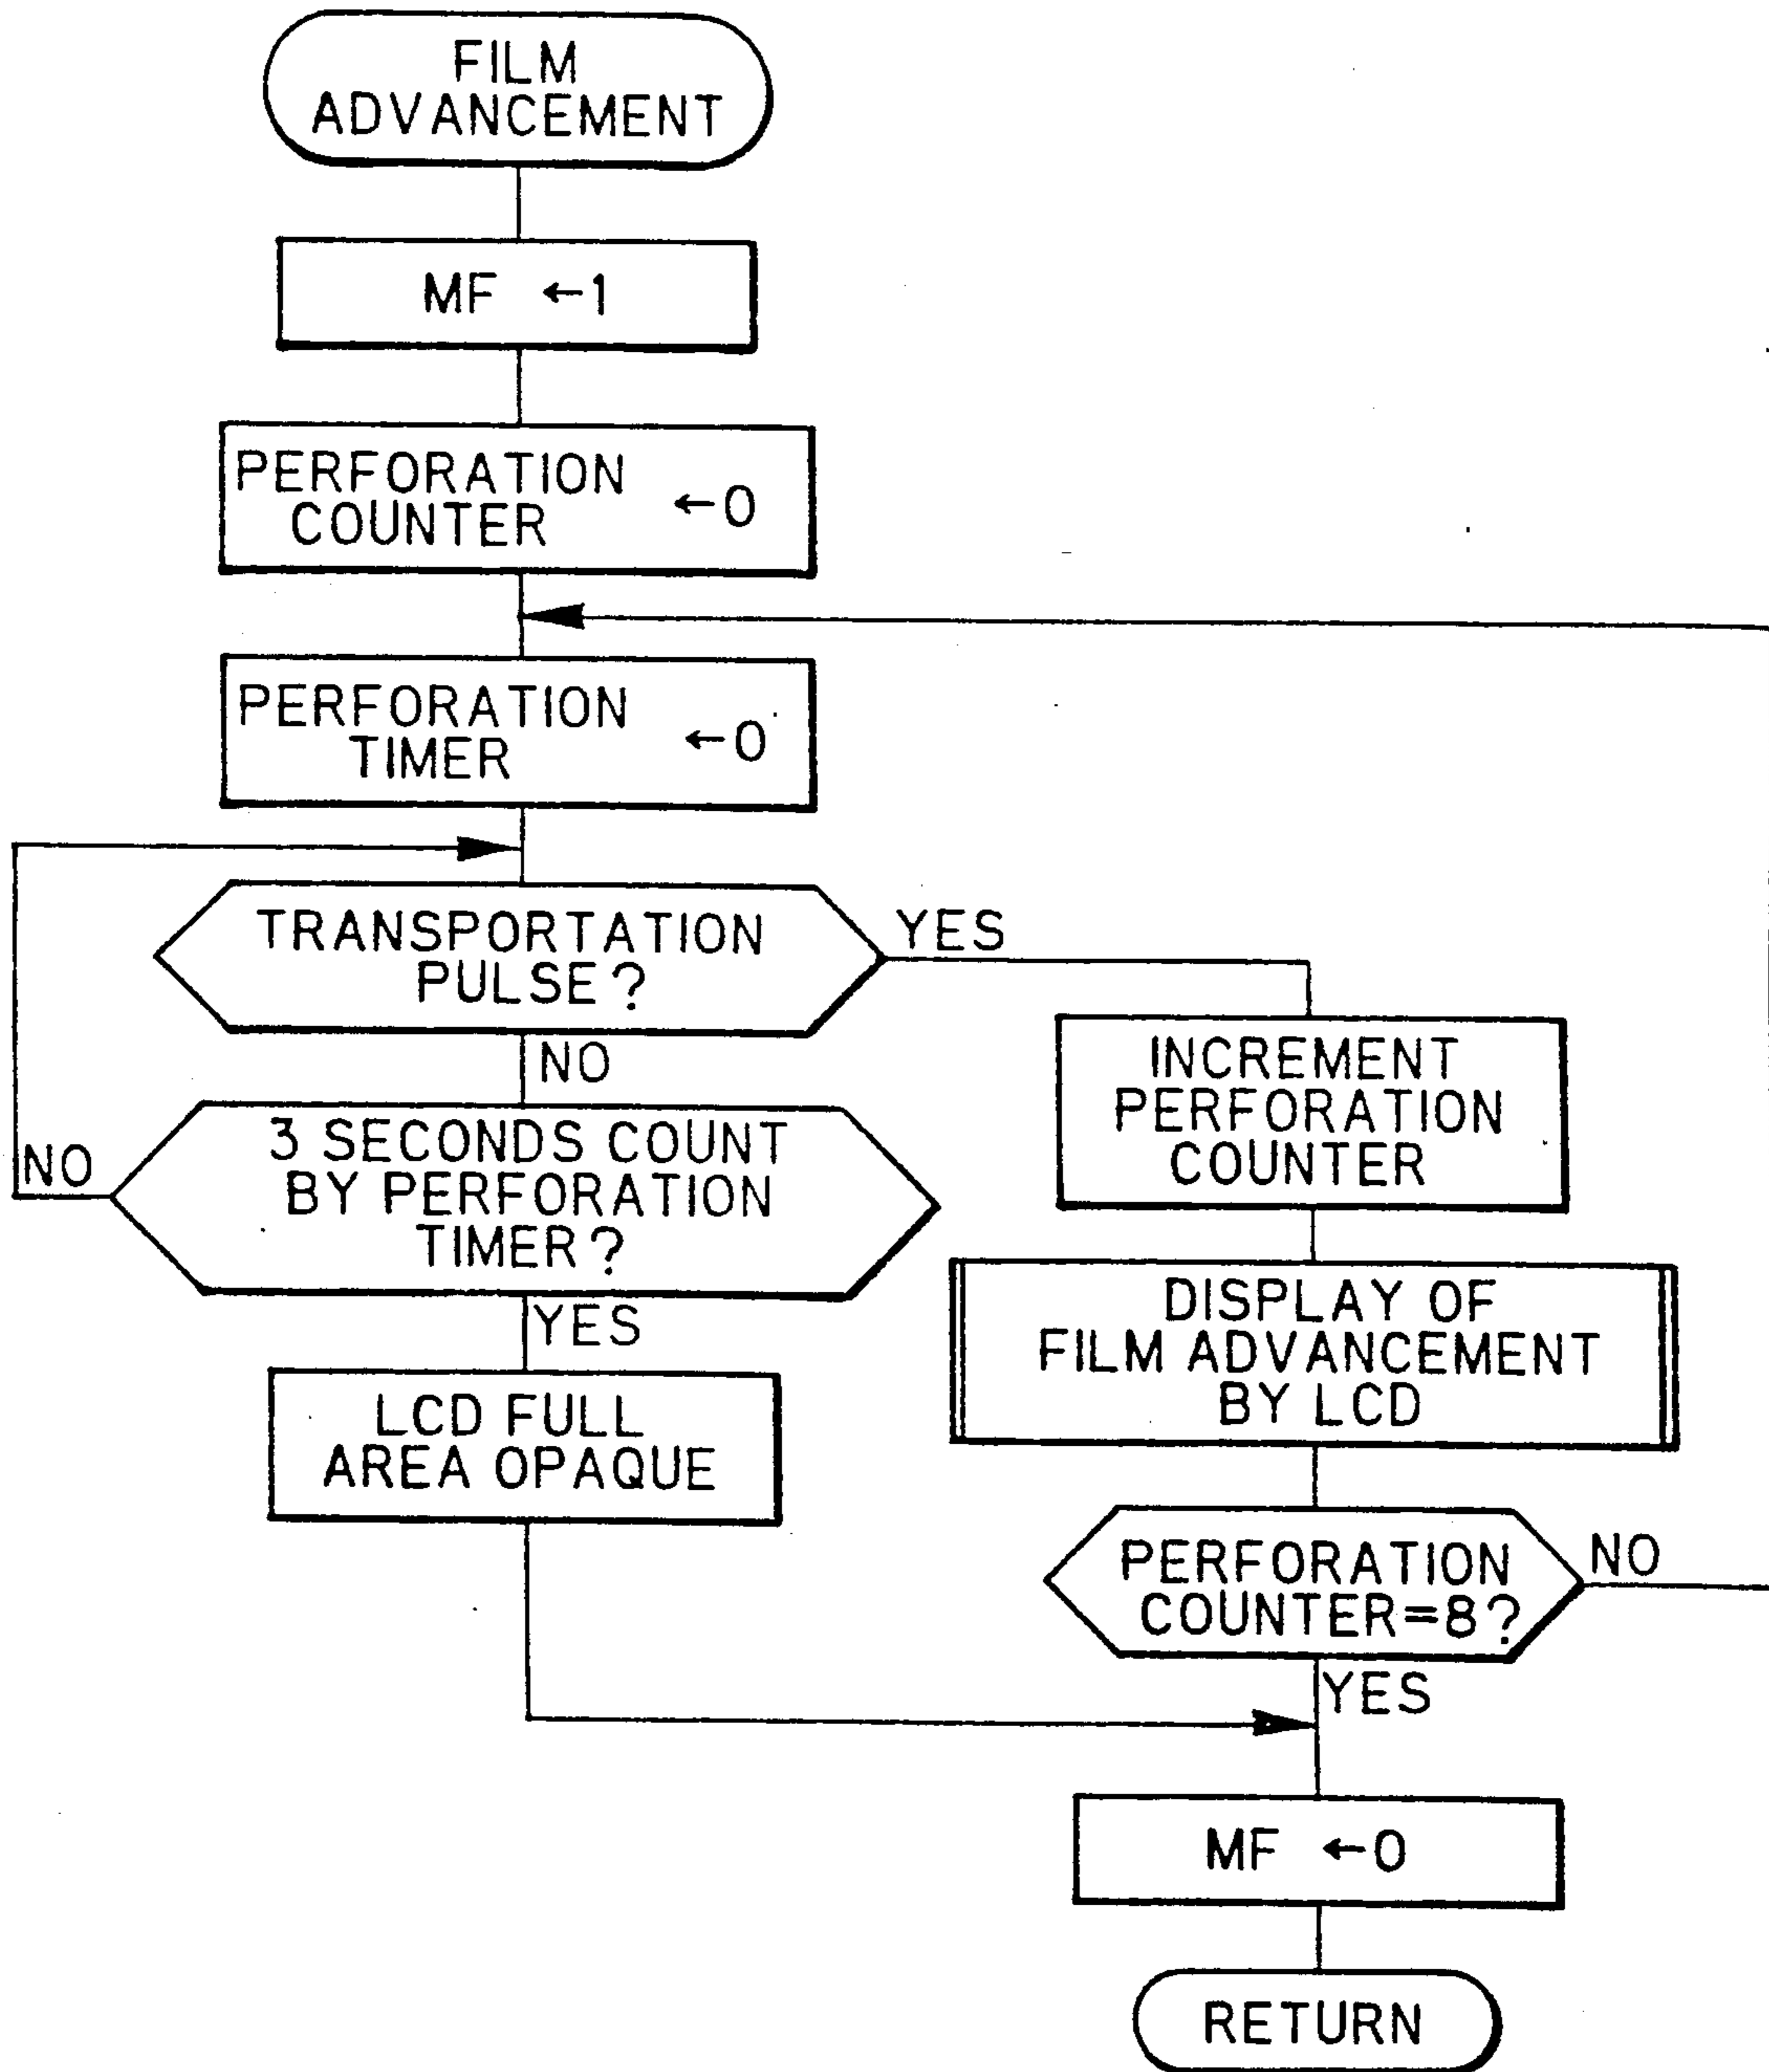 FILM
ADVANCEMENT
MF ←1
PERFORATION
COUNTER ←0
PERFORATION
TIMER ←0
TRANSPORTATION
PULSE?
YES
NO
3 SECONDS COUNT
BY PERFORATION
TIMER?
NO
YES
LCD FULL
AREA OPAQUE
INCREMENT
PERFORATION
COUNTER
DISPLAY OF
FILM ADVANCEMENT
BY LCD
PERFORATION
COUNTER=8?
NO
YES
MF ←0
RETURN